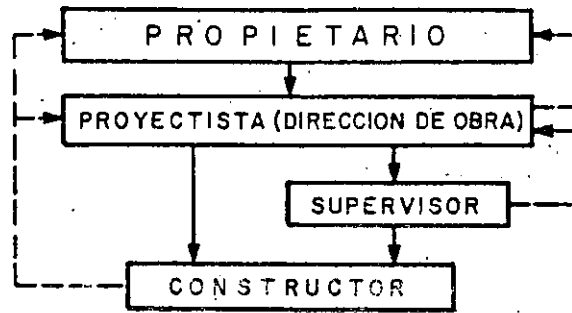 PROPIETARIO
PROYECTISTA (DIRECCION DE OBRA)
SUPERVISOR
CONSTRUCTOR